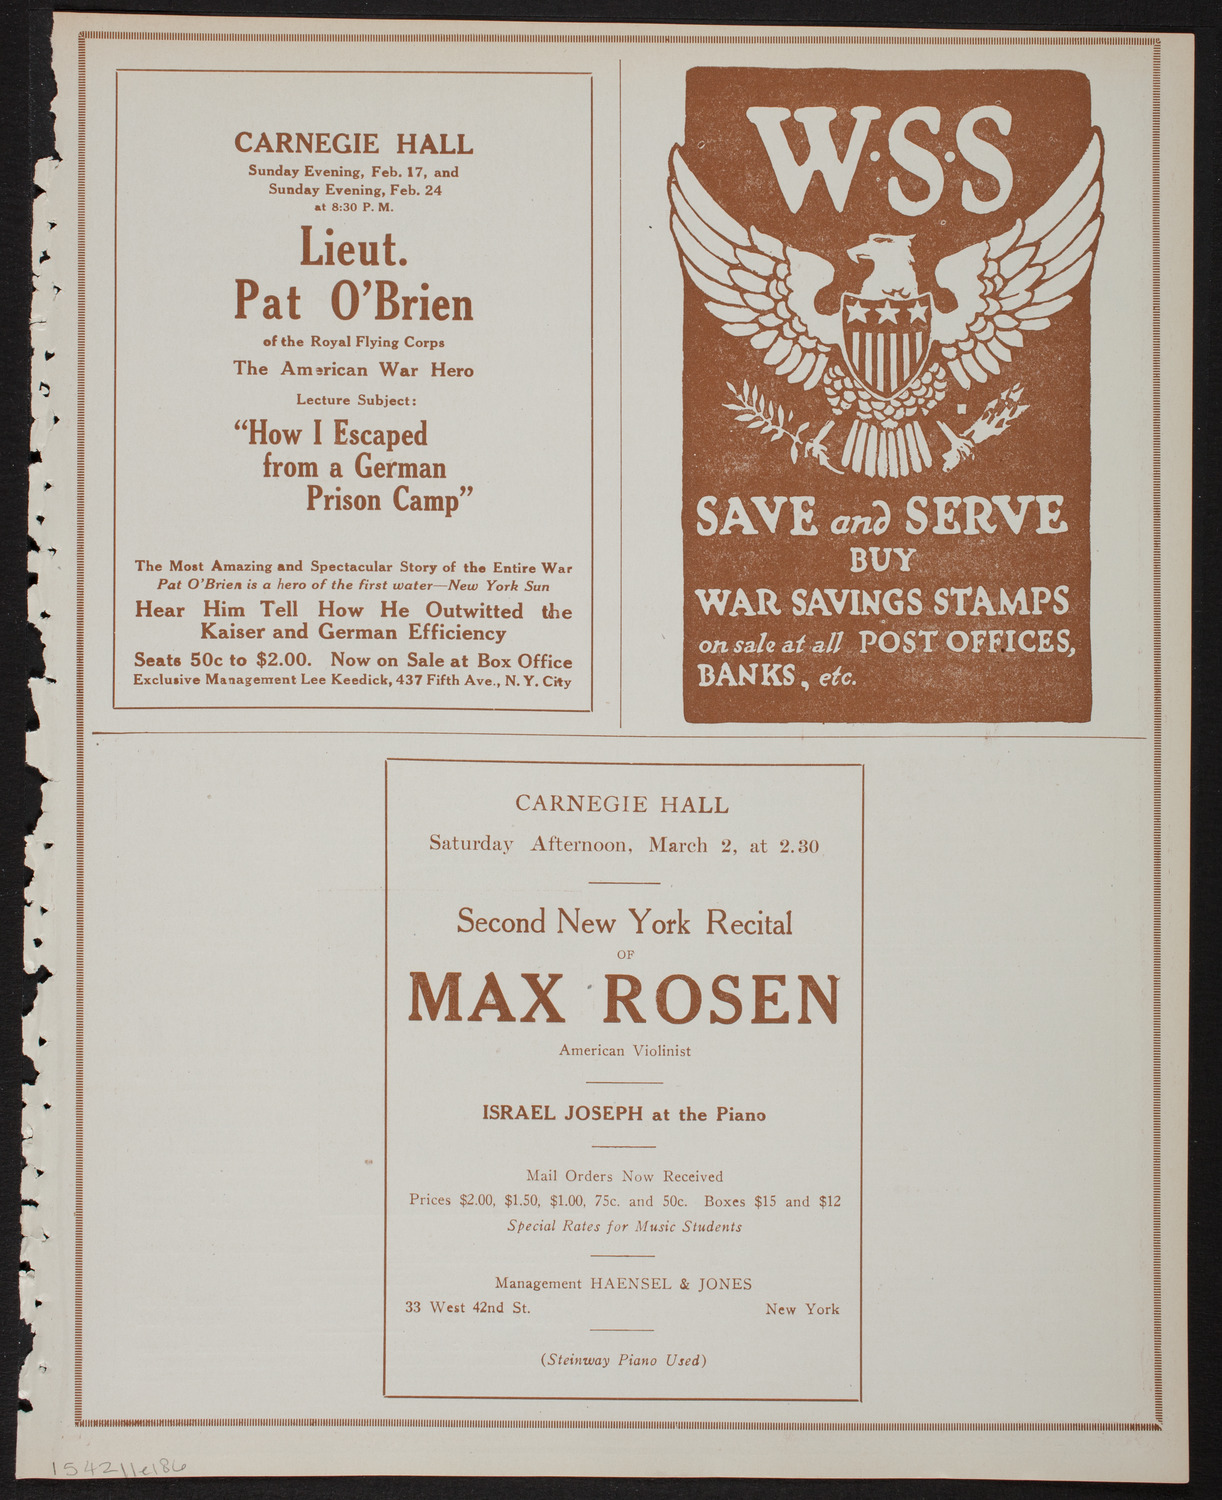 CARNEGIE HALL
Sunday Evening, Feb. 17, and
Sunday Evening, Feb. 24
at 8:30 P. M.
Lieut.
Pat O'Brien
of the Royal Flying Corps
The American War Hero
Lecture Subject:
"How I Escaped
from a German
Prison Camp"
The Most Amazing and Spectacular Story of the Entire War
Pat O'Brien is a hero of the first water—New York Sun
Hear Him Tell How He Outwitted the
Kaiser and German Efficiency
Seats 50c to $2.00. Now on Sale at Box Office
Exclusive Management Lee Keedick, 437 Fifth Ave., N. Y. City
W·S·S
SAVE and SERVE
BUY
WAR SAVINGS STAMPS
on sale at all POST OFFICES,
BANKS, etc.
CARNEGIE HALL
Saturday Afternoon, March 2, at 2.30
Second New York Recital
OF
MAX ROSEN
American Violinist
ISRAEL JOSEPH at the Piano
Mail Orders Now Received
Prices $2.00, $1.50, $1.00, 75c. and 50c. Boxes $15 and $12
Special Rates for Music Students
Management HAENSEL & JONES
33 West 42nd St. New York
(Steinway Piano Used)